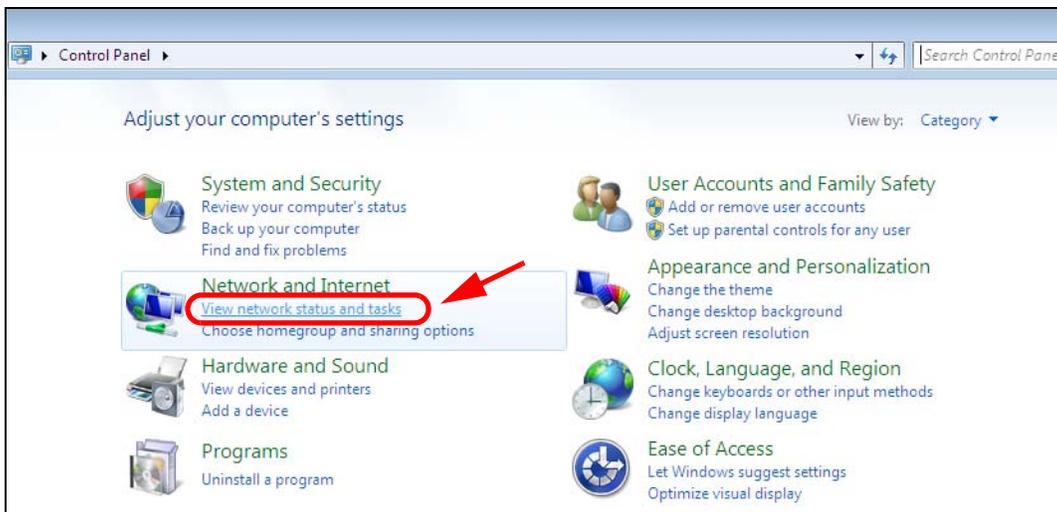 Control Panel
Search Control Pane
Adjust your computer's settings
View by: Category
System and Security
Review your computer's status
Back up your computer
Find and fix problems
Network and Internet
View network status and tasks
Choose homegroup and sharing options
Hardware and Sound
View devices and printers
Add a device
Programs
Uninstall a program
User Accounts and Family Safety
Add or remove user accounts
Set up parental controls for any user
Appearance and Personalization
Change the theme
Change desktop background
Adjust screen resolution
Clock, Language, and Region
Change keyboards or other input methods
Change display language
Ease of Access
Let Windows suggest settings
Optimize visual display